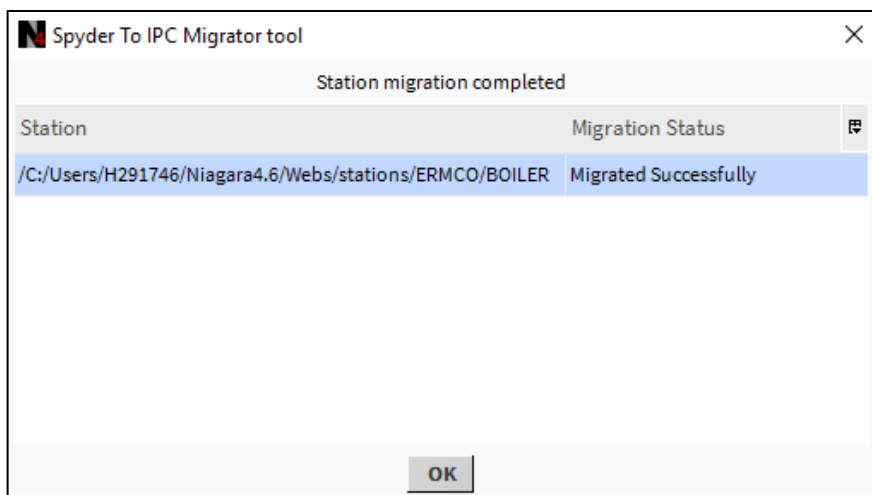 N4 Spyder To IPC Migrator tool
Station migration completed
Station Migration Status
/C:/Users/H291746/Niagara4.6/Webs/stations/ERMCO/BOILER Migrated Successfully
OK